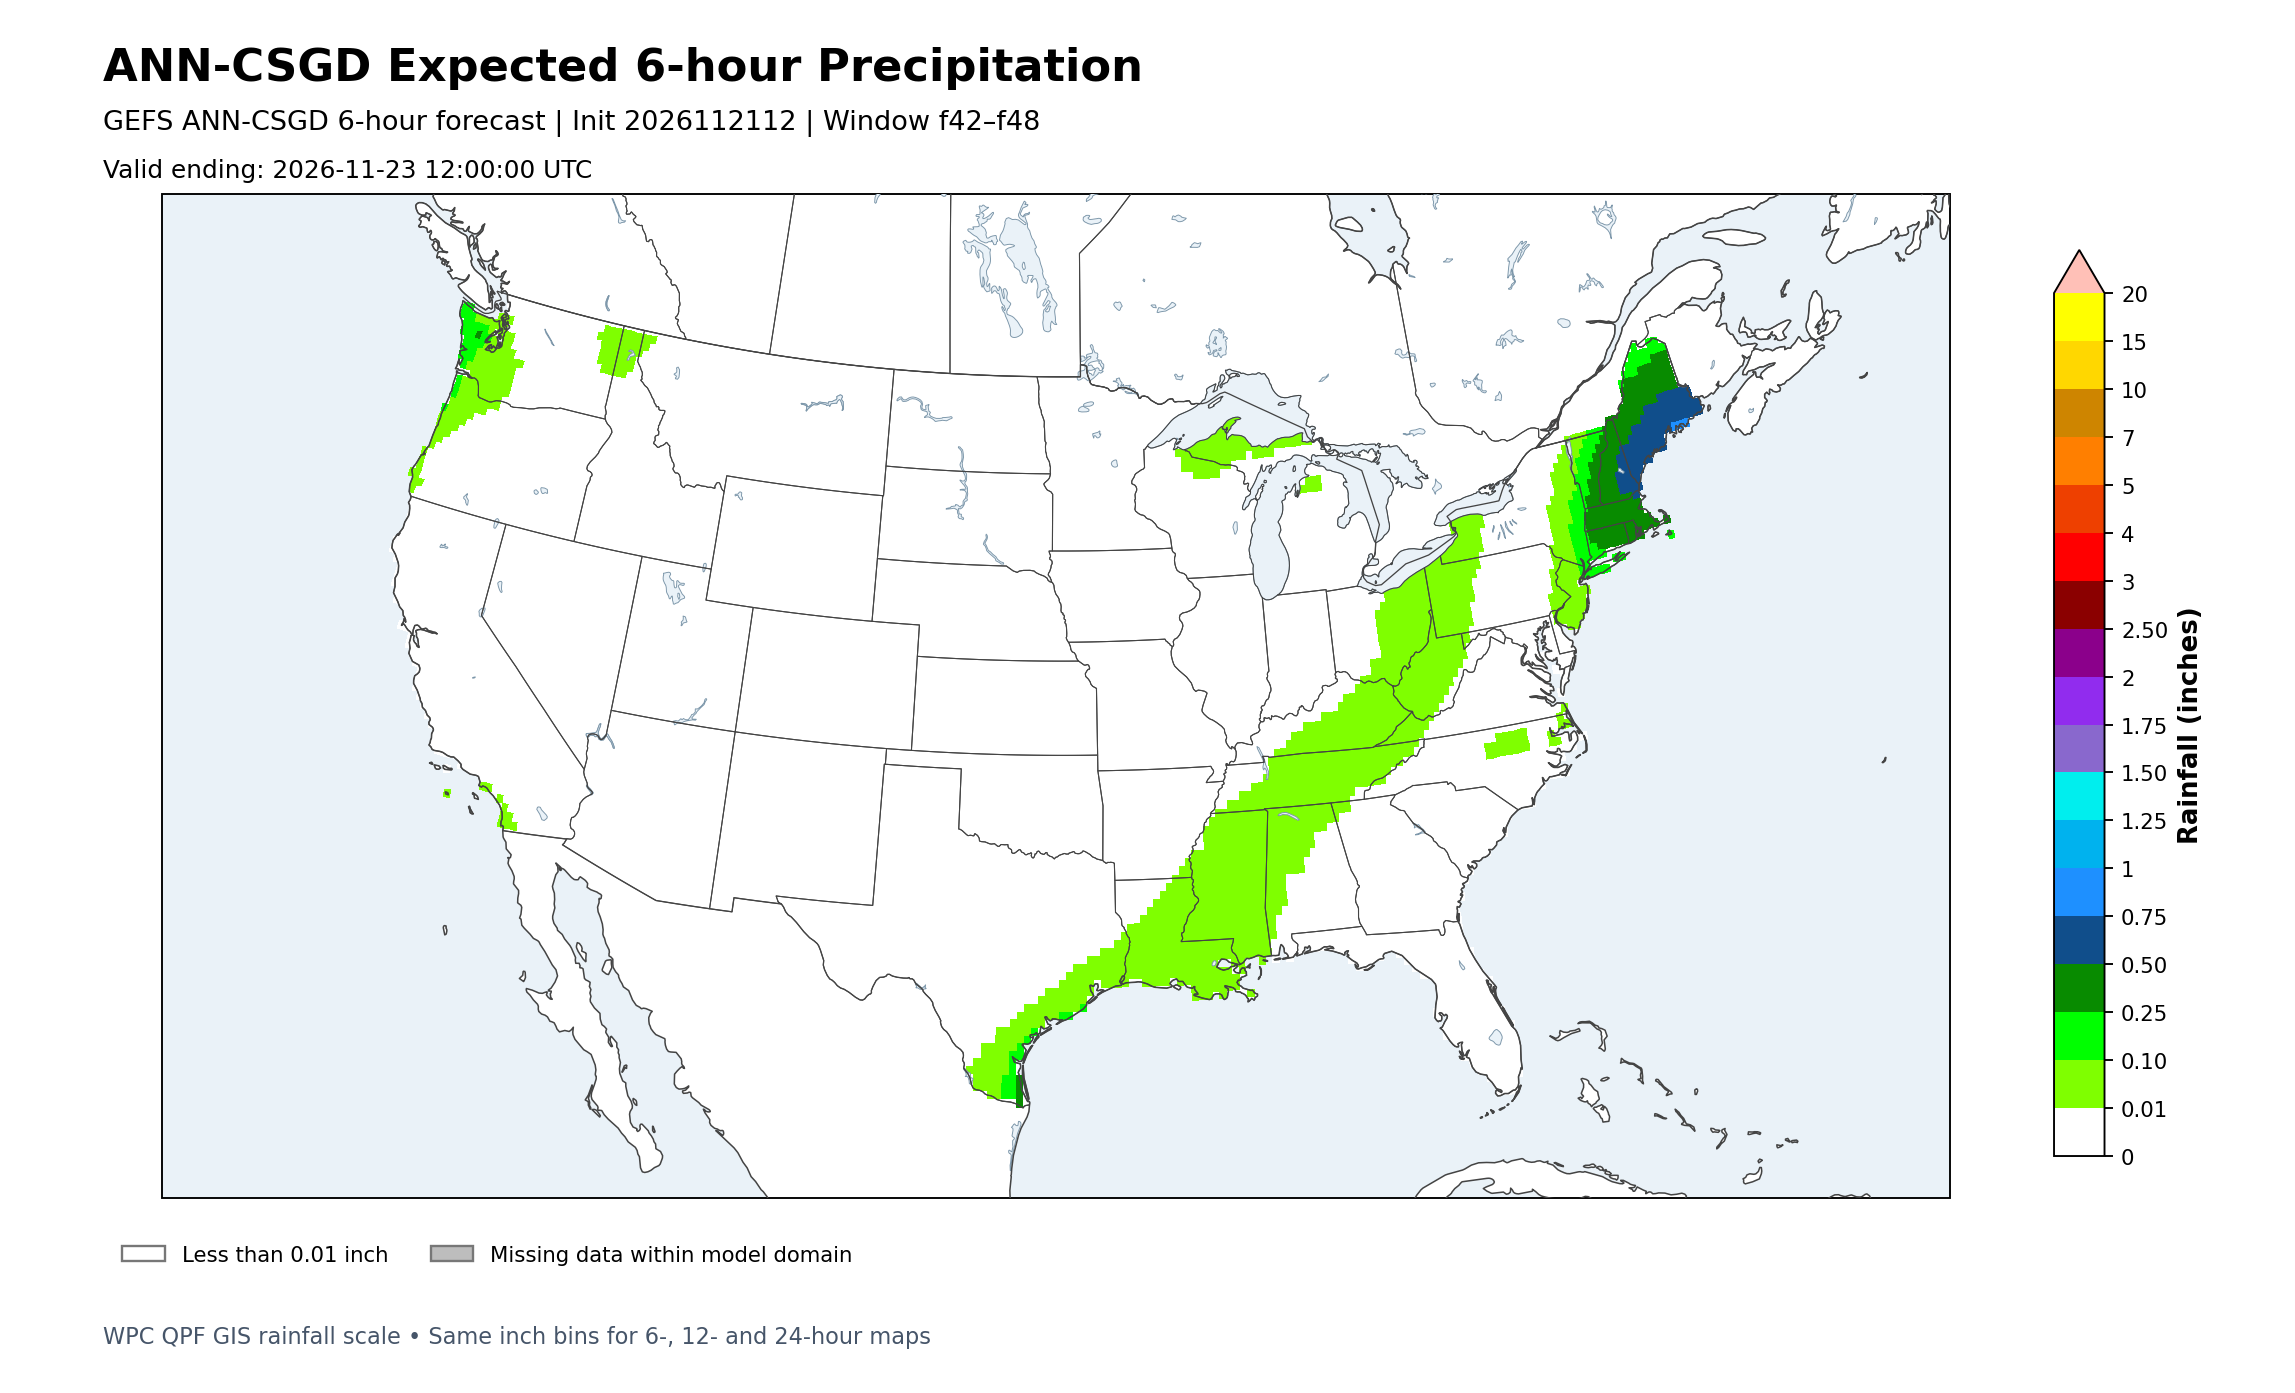 ANN-CSGD Expected 6-hour Precipitation
GEFS ANN-CSGD 6-hour forecast | Init 2026112112 | Window f42–f48
Valid ending: 2026-11-23 12:00:00 UTC
20
15
10
7
5
4
3
2.50
2
1.75
1.50
1.25
1
0.75
0.50
0.25
0.10
0.01
0
Rainfall (inches)
Less than 0.01 inch
Missing data within model domain
WPC QPF GIS rainfall scale • Same inch bins for 6-, 12- and 24-hour maps